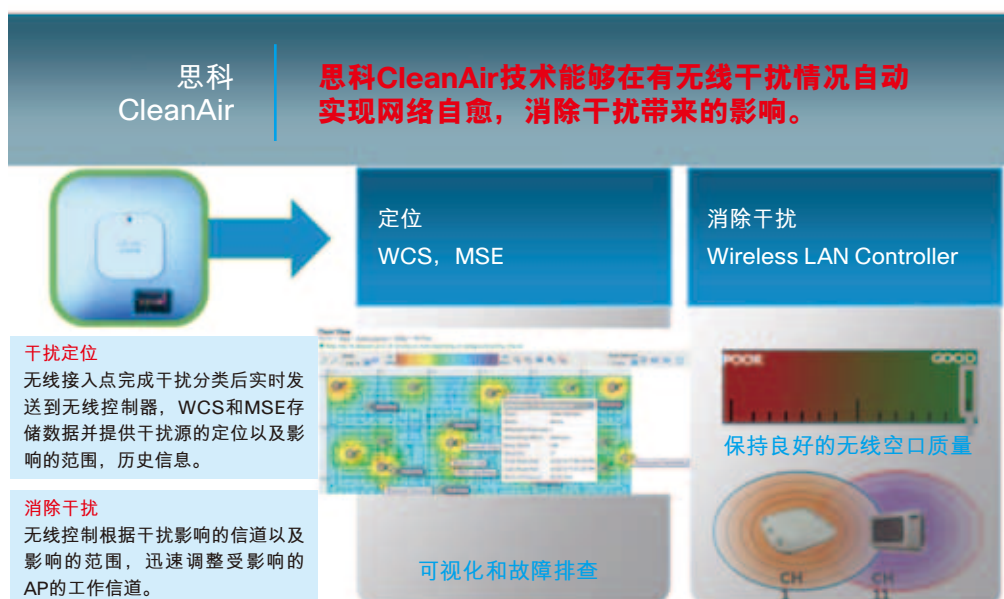 思科
CleanAir
思科CleanAir技术能够在有无线干扰情况自动
实现网络自愈，消除干扰带来的影响。
定位
WCS，MSE
消除干扰
Wireless LAN Controller
干扰定位
无线接入点完成干扰分类后实时发
送到无线控制器，WCS和MSE存
储数据并提供干扰源的定位以及影
响的范围，历史信息。
消除干扰
无线控制根据干扰影响的信道以及
影响的范围，迅速调整受影响的
AP的工作信道。
可视化和故障排查
POOR
GOOD
保持良好的无线空口质量
CH
1
CH
11